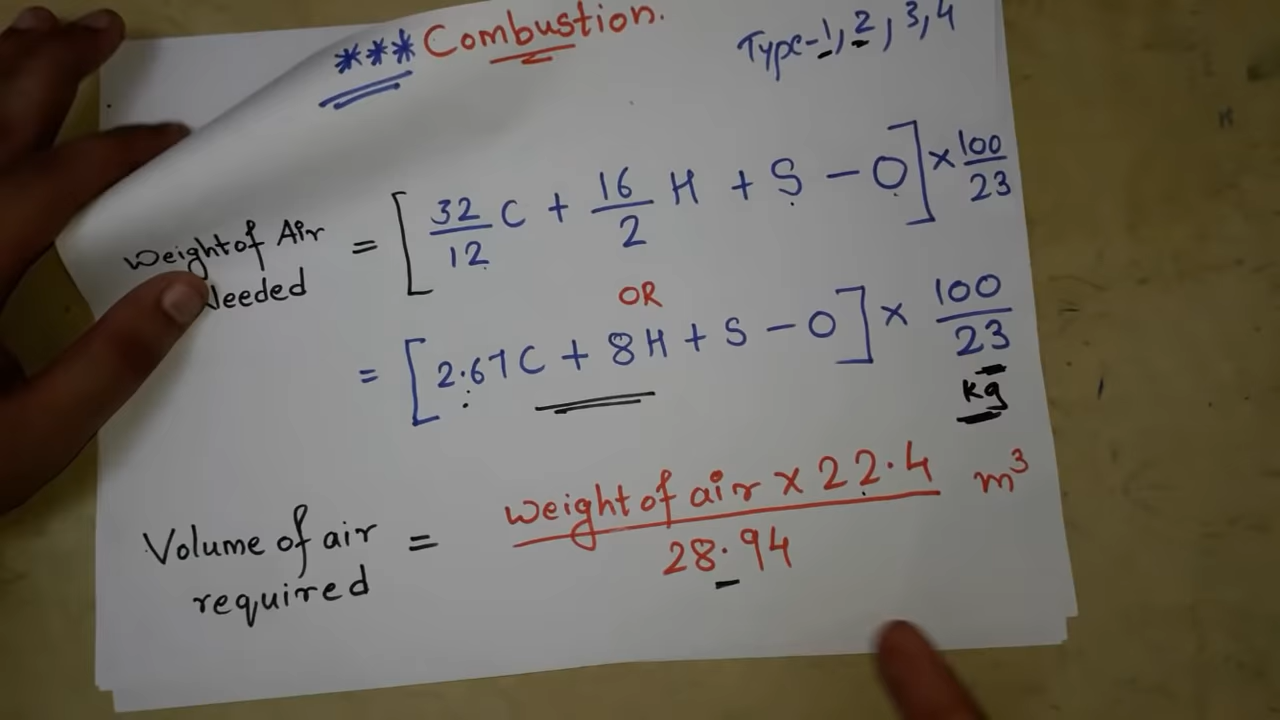 *** Combustion.
Type-1, 2, 3, 4
Weight of Air Needed = [ 32/12 C + 16/2 H + S - O ] × 100/23
OR
= [ 2.67C + 8H + S - O ] × 100/23
kg
Volume of air required = weight of air × 22.4 / 28.94 m³